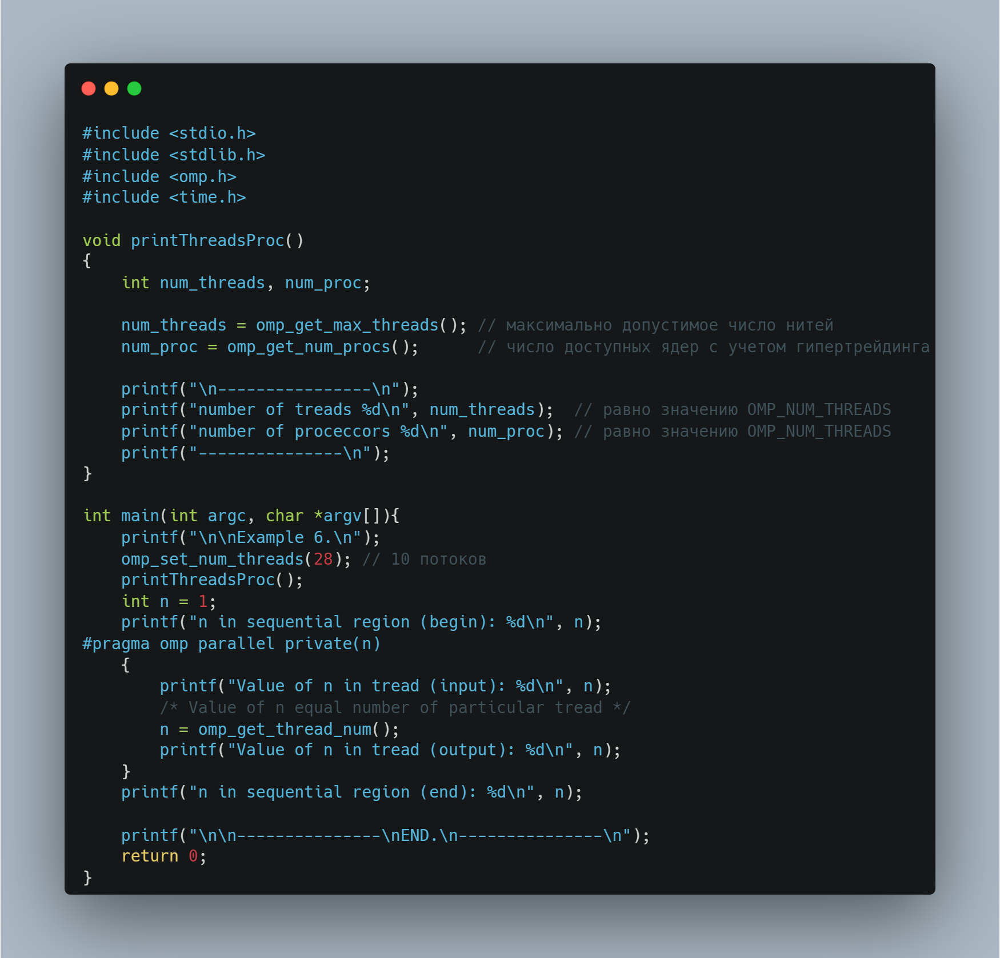 #include <stdio.h>
#include <stdlib.h>
#include <omp.h>
#include <time.h>
void printThreadsProc()
{
int num_threads, num_proc;
num_threads = omp_get_max_threads(); // максимально допустимое число нитей
num_proc = omp_get_num_procs();      // число доступных ядер с учетом гипертрейдинга
printf("\n----------------\n");
printf("number of treads %d\n", num_threads);  // равно значению OMP_NUM_THREADS
printf("number of proceccors %d\n", num_proc); // равно значению OMP_NUM_THREADS
printf("---------------\n");
}
int main(int argc, char *argv[]){
printf("\n\nExample 6.\n");
omp_set_num_threads(28); // 10 потоков
printThreadsProc();
int n = 1;
printf("n in sequential region (begin): %d\n", n);
#pragma omp parallel private(n)
{
printf("Value of n in tread (input): %d\n", n);
/* Value of n equal number of particular tread */
n = omp_get_thread_num();
printf("Value of n in tread (output): %d\n", n);
}
printf("n in sequential region (end): %d\n", n);
printf("\n\n---------------\nEND.\n---------------\n");
return 0;
}